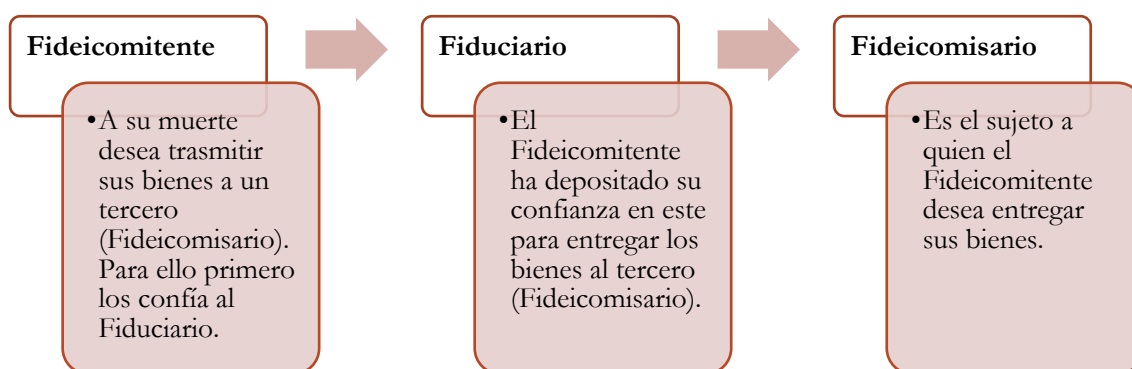 Fideicomitente
•A su muerte
desea trasmitir
sus bienes a un
tercero
(Fideicomisario).
Para ello primero
los confía al
Fiduciario.
Fiduciario
•El
Fideicomitente
ha depositado su
confianza en este
para entregar los
bienes al tercero
(Fideicomisario).
Fideicomisario
•Es el sujeto a
quien el
Fideicomitente
desea entregar
sus bienes.